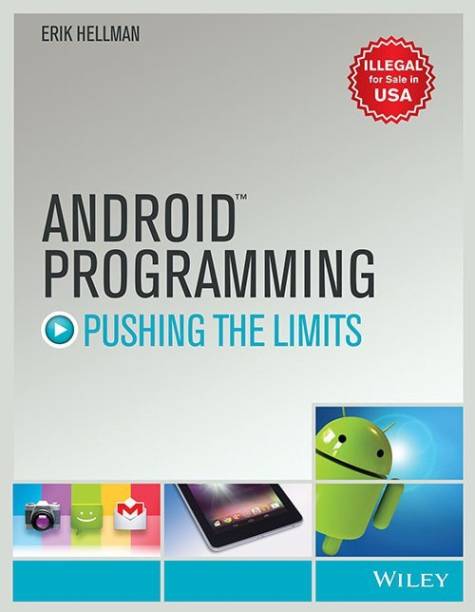 ERIK HELLMAN
ILLEGAL
for Sale in
USA
ANDROID™
PROGRAMMING
PUSHING THE LIMITS
WILEY